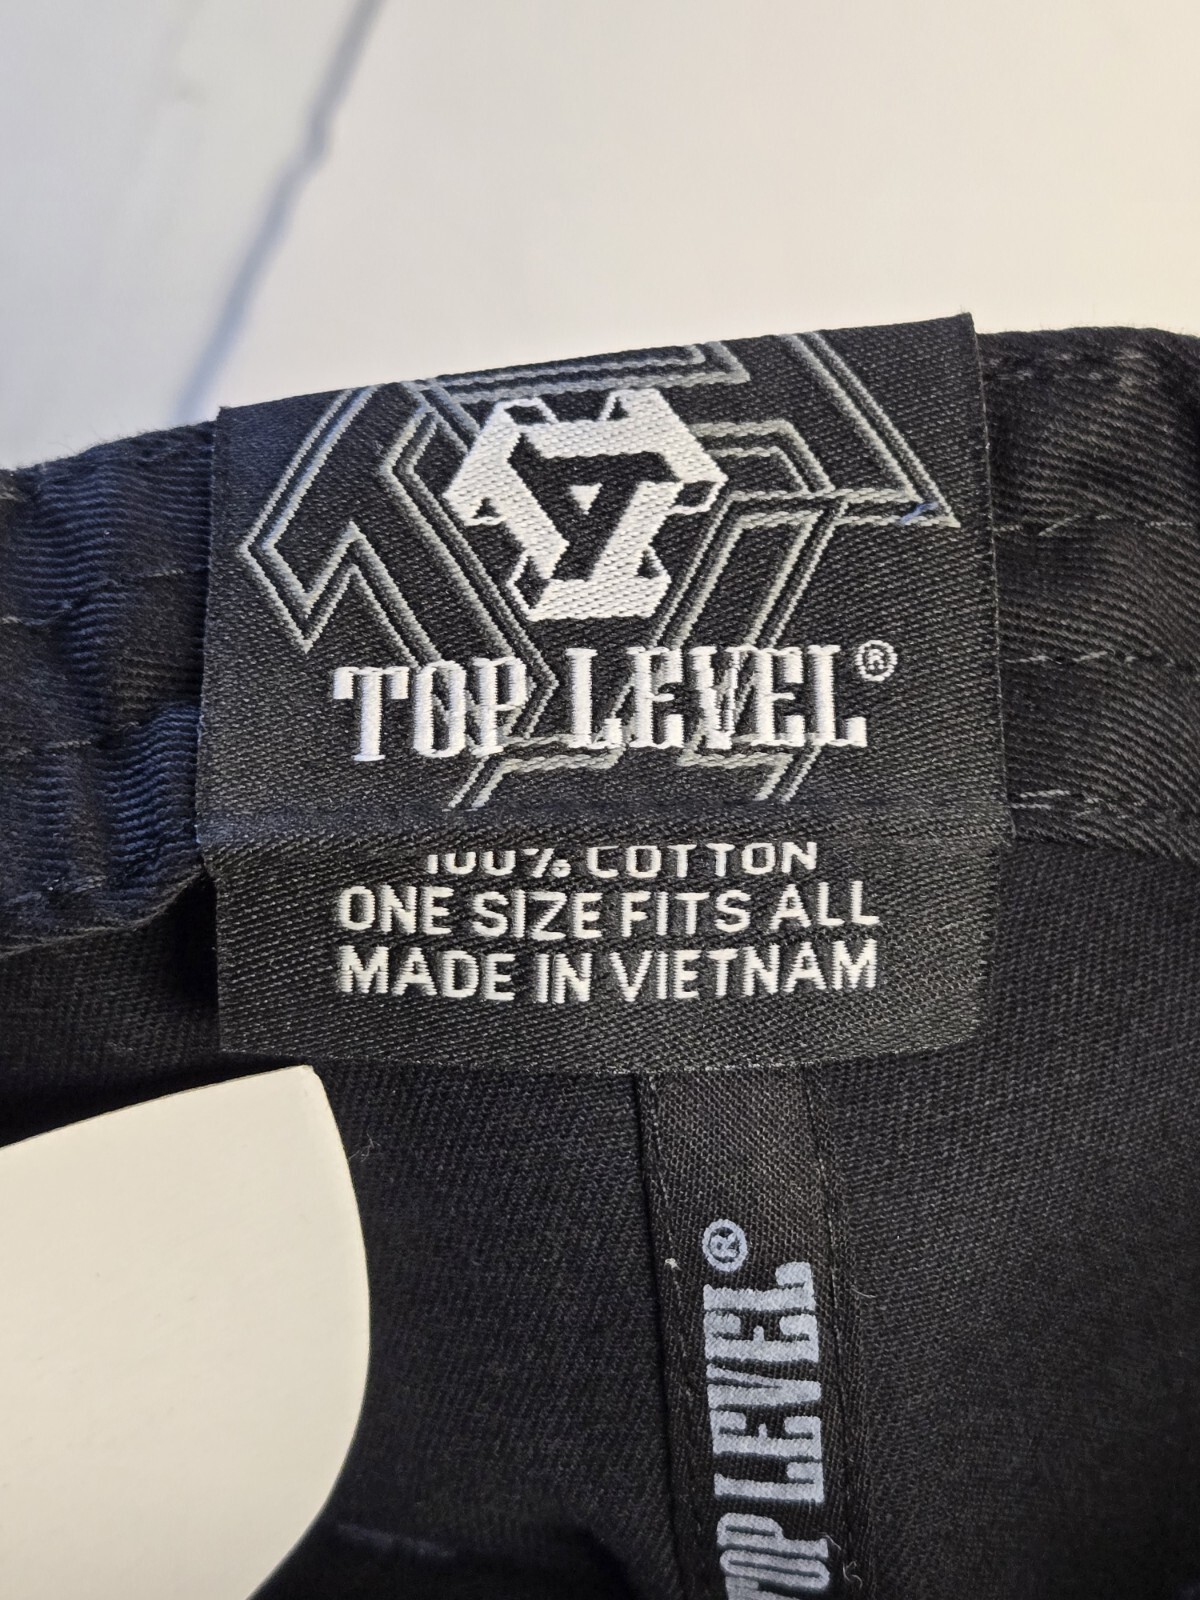 TOP LEVEL®
100% COTTON
ONE SIZE FITS ALL
MADE IN VIETNAM
TOP LEVEL®